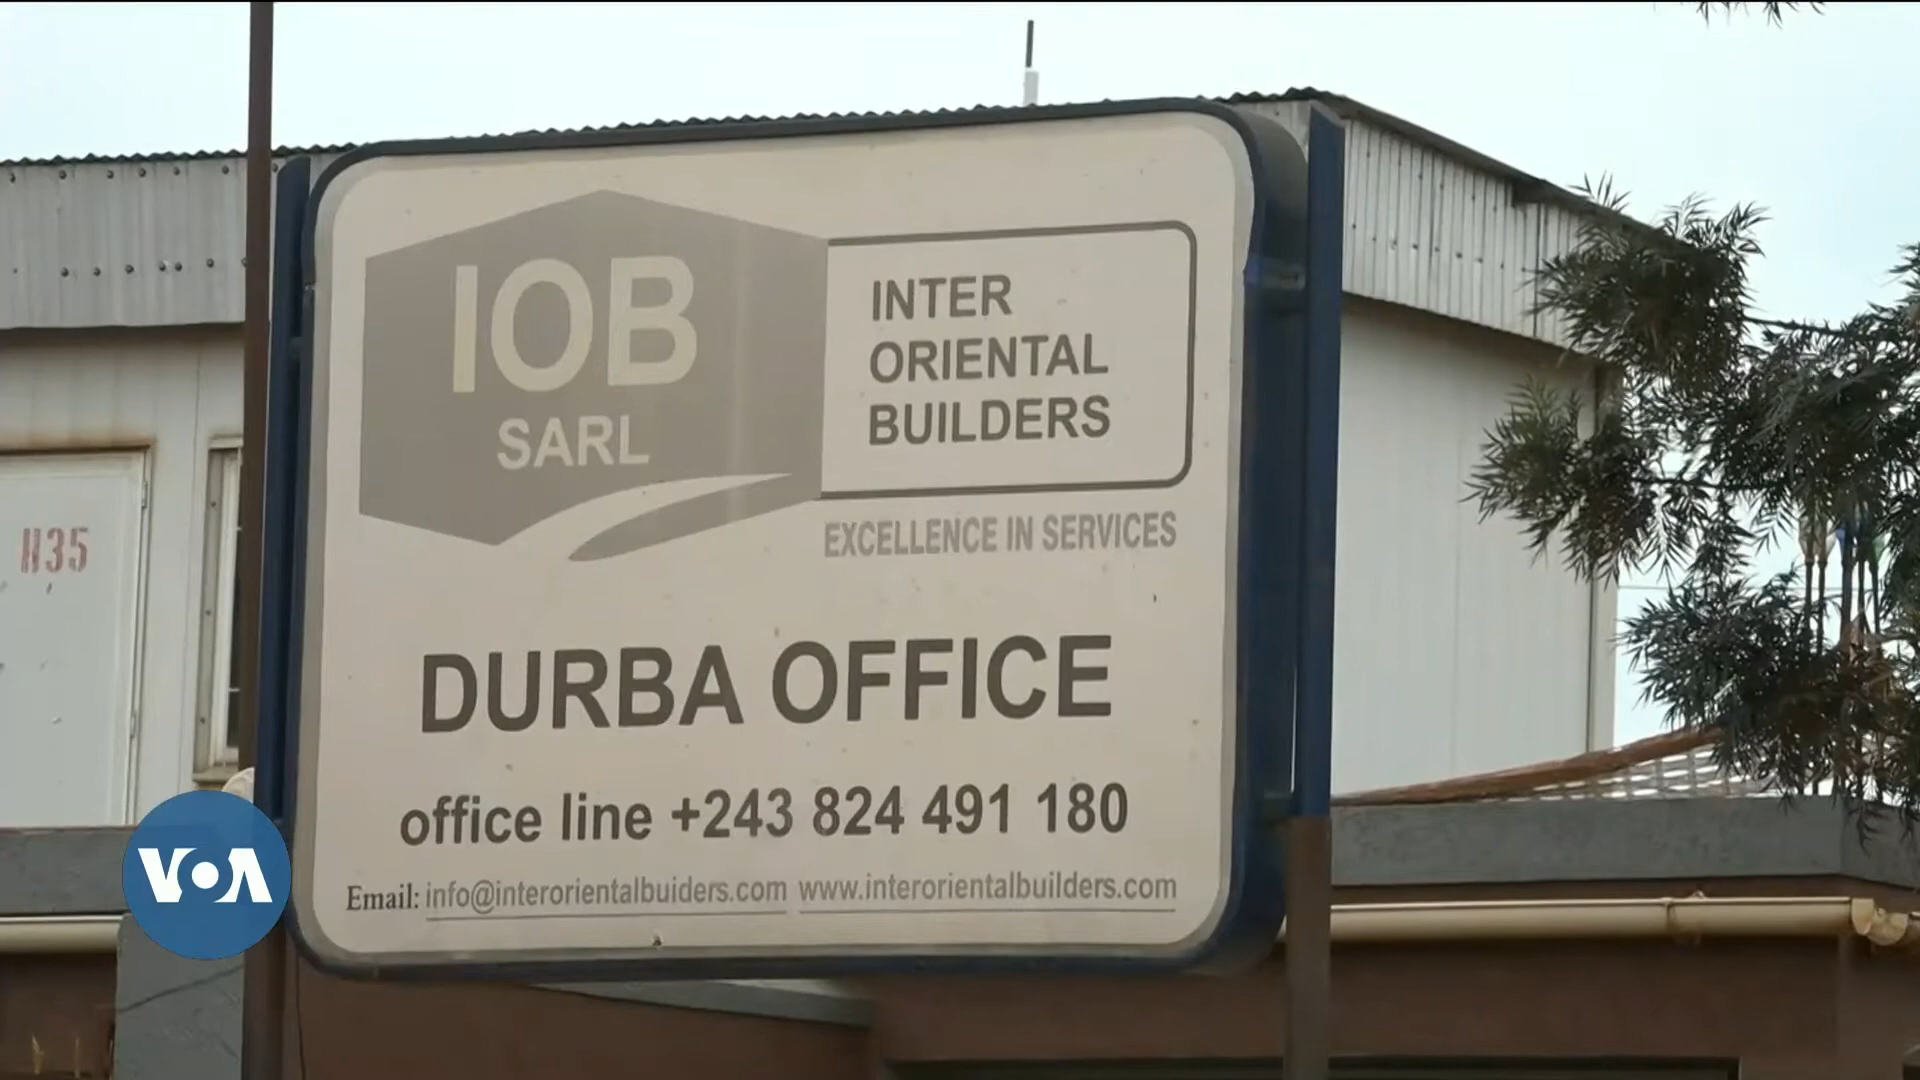 IOB
SARL
INTER
ORIENTAL
BUILDERS
EXCELLENCE IN SERVICES
DURBA OFFICE
office line +243 824 491 180
Email: info@interorientalbuiders.com www.interorientalbuilders.com
H35
VOA